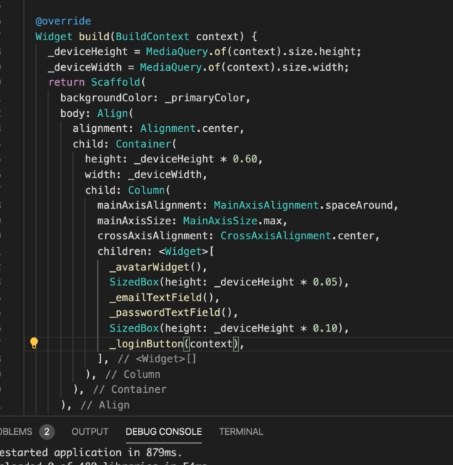 @override
Widget build(BuildContext context) {
  _deviceHeight = MediaQuery.of(context).size.height;
  _deviceWidth = MediaQuery.of(context).size.width;
  return Scaffold(
    backgroundColor: _primaryColor,
    body: Align(
      alignment: Alignment.center,
      child: Container(
        height: _deviceHeight * 0.60,
        width: _deviceWidth,
        child: Column(
          mainAxisAlignment: MainAxisAlignment.spaceAround,
          mainAxisSize: MainAxisSize.max,
          crossAxisAlignment: CrossAxisAlignment.center,
          children: <Widget>[
            _avatarWidget(),
            SizedBox(height: _deviceHeight * 0.05),
            _emailTextField(),
            _passwordTextField(),
            SizedBox(height: _deviceHeight * 0.10),
            _loginButton(context),
          ], // <Widget>[]
        ), // Column
      ), // Container
    ), // Align
OBLEMS 2 OUTPUT DEBUG CONSOLE TERMINAL
estarted application in 879ms.